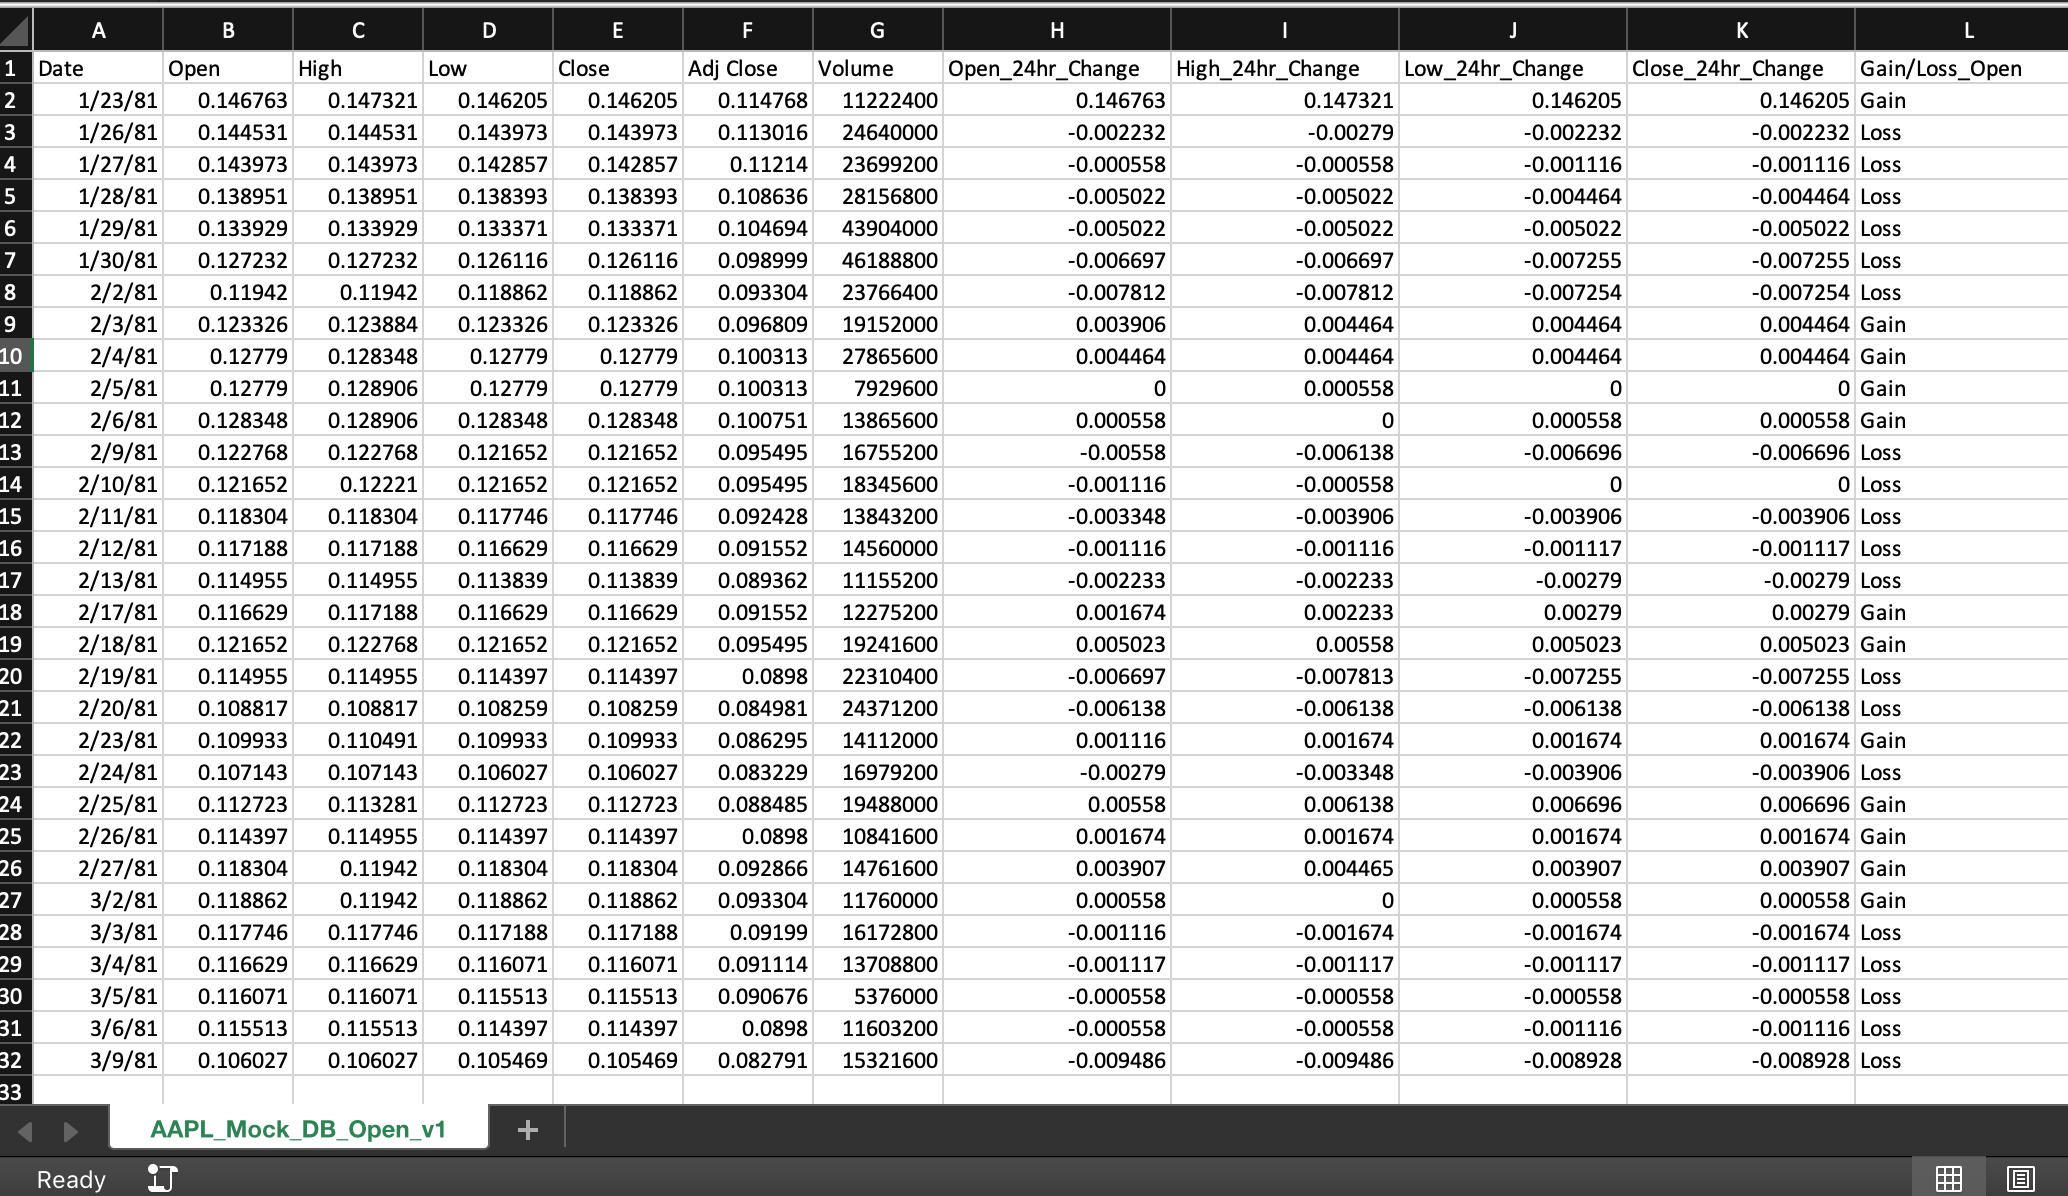 A B C D E F G H I J K L
1 Date Open High Low Close Adj Close Volume Open_24hr_Change High_24hr_Change Low_24hr_Change Close_24hr_Change Gain/Loss_Open
2 1/23/81 0.146763 0.147321 0.146205 0.146205 0.114768 11222400 0.146763 0.147321 0.146205 0.146205 Gain
3 1/26/81 0.144531 0.144531 0.143973 0.143973 0.113016 24640000 -0.002232 -0.00279 -0.002232 -0.002232 Loss
4 1/27/81 0.143973 0.143973 0.142857 0.142857 0.11214 23699200 -0.000558 -0.000558 -0.001116 -0.001116 Loss
5 1/28/81 0.138951 0.138951 0.138393 0.138393 0.108636 28156800 -0.005022 -0.005022 -0.004464 -0.004464 Loss
6 1/29/81 0.133929 0.133929 0.133371 0.133371 0.104694 43904000 -0.005022 -0.005022 -0.005022 -0.005022 Loss
7 1/30/81 0.127232 0.127232 0.126116 0.126116 0.098999 46188800 -0.006697 -0.006697 -0.007255 -0.007255 Loss
8 2/2/81 0.11942 0.11942 0.118862 0.118862 0.093304 23766400 -0.007812 -0.007812 -0.007254 -0.007254 Loss
9 2/3/81 0.123326 0.123884 0.123326 0.123326 0.096809 19152000 0.003906 0.004464 0.004464 0.004464 Gain
10 2/4/81 0.12779 0.128348 0.12779 0.12779 0.100313 27865600 0.004464 0.004464 0.004464 0.004464 Gain
11 2/5/81 0.12779 0.128906 0.12779 0.12779 0.100313 7929600 0 0.000558 0 0 Gain
12 2/6/81 0.128348 0.128906 0.128348 0.128348 0.100751 13865600 0.000558 0 0.000558 0.000558 Gain
13 2/9/81 0.122768 0.122768 0.121652 0.121652 0.095495 16755200 -0.00558 -0.006138 -0.006696 -0.006696 Loss
14 2/10/81 0.121652 0.12221 0.121652 0.121652 0.095495 18345600 -0.001116 -0.000558 0 0 Loss
15 2/11/81 0.118304 0.118304 0.117746 0.117746 0.092428 13843200 -0.003348 -0.003906 -0.003906 -0.003906 Loss
16 2/12/81 0.117188 0.117188 0.116629 0.116629 0.091552 14560000 -0.001116 -0.001116 -0.001117 -0.001117 Loss
17 2/13/81 0.114955 0.114955 0.113839 0.113839 0.089362 11155200 -0.002233 -0.002233 -0.00279 -0.00279 Loss
18 2/17/81 0.116629 0.117188 0.116629 0.116629 0.091552 12275200 0.001674 0.002233 0.00279 0.00279 Gain
19 2/18/81 0.121652 0.122768 0.121652 0.121652 0.095495 19241600 0.005023 0.00558 0.005023 0.005023 Gain
20 2/19/81 0.114955 0.114955 0.114397 0.114397 0.0898 22310400 -0.006697 -0.007813 -0.007255 -0.007255 Loss
21 2/20/81 0.108817 0.108817 0.108259 0.108259 0.084981 24371200 -0.006138 -0.006138 -0.006138 -0.006138 Loss
22 2/23/81 0.109933 0.110491 0.109933 0.109933 0.086295 14112000 0.001116 0.001674 0.001674 0.001674 Gain
23 2/24/81 0.107143 0.107143 0.106027 0.106027 0.083229 16979200 -0.00279 -0.003348 -0.003906 -0.003906 Loss
24 2/25/81 0.112723 0.113281 0.112723 0.112723 0.088485 19488000 0.00558 0.006138 0.006696 0.006696 Gain
25 2/26/81 0.114397 0.114955 0.114397 0.114397 0.0898 10841600 0.001674 0.001674 0.001674 0.001674 Gain
26 2/27/81 0.118304 0.11942 0.118304 0.118304 0.092866 14761600 0.003907 0.004465 0.003907 0.003907 Gain
27 3/2/81 0.118862 0.11942 0.118862 0.118862 0.093304 11760000 0.000558 0 0.000558 0.000558 Gain
28 3/3/81 0.117746 0.117746 0.117188 0.117188 0.09199 16172800 -0.001116 -0.001674 -0.001674 -0.001674 Loss
29 3/4/81 0.116629 0.116629 0.116071 0.116071 0.091114 13708800 -0.001117 -0.001117 -0.001117 -0.001117 Loss
30 3/5/81 0.116071 0.116071 0.115513 0.115513 0.090676 5376000 -0.000558 -0.000558 -0.000558 -0.000558 Loss
31 3/6/81 0.115513 0.115513 0.114397 0.114397 0.0898 11603200 -0.000558 -0.000558 -0.001116 -0.001116 Loss
32 3/9/81 0.106027 0.106027 0.105469 0.105469 0.082791 15321600 -0.009486 -0.009486 -0.008928 -0.008928 Loss
33
AAPL_Mock_DB_Open_v1 +
Ready